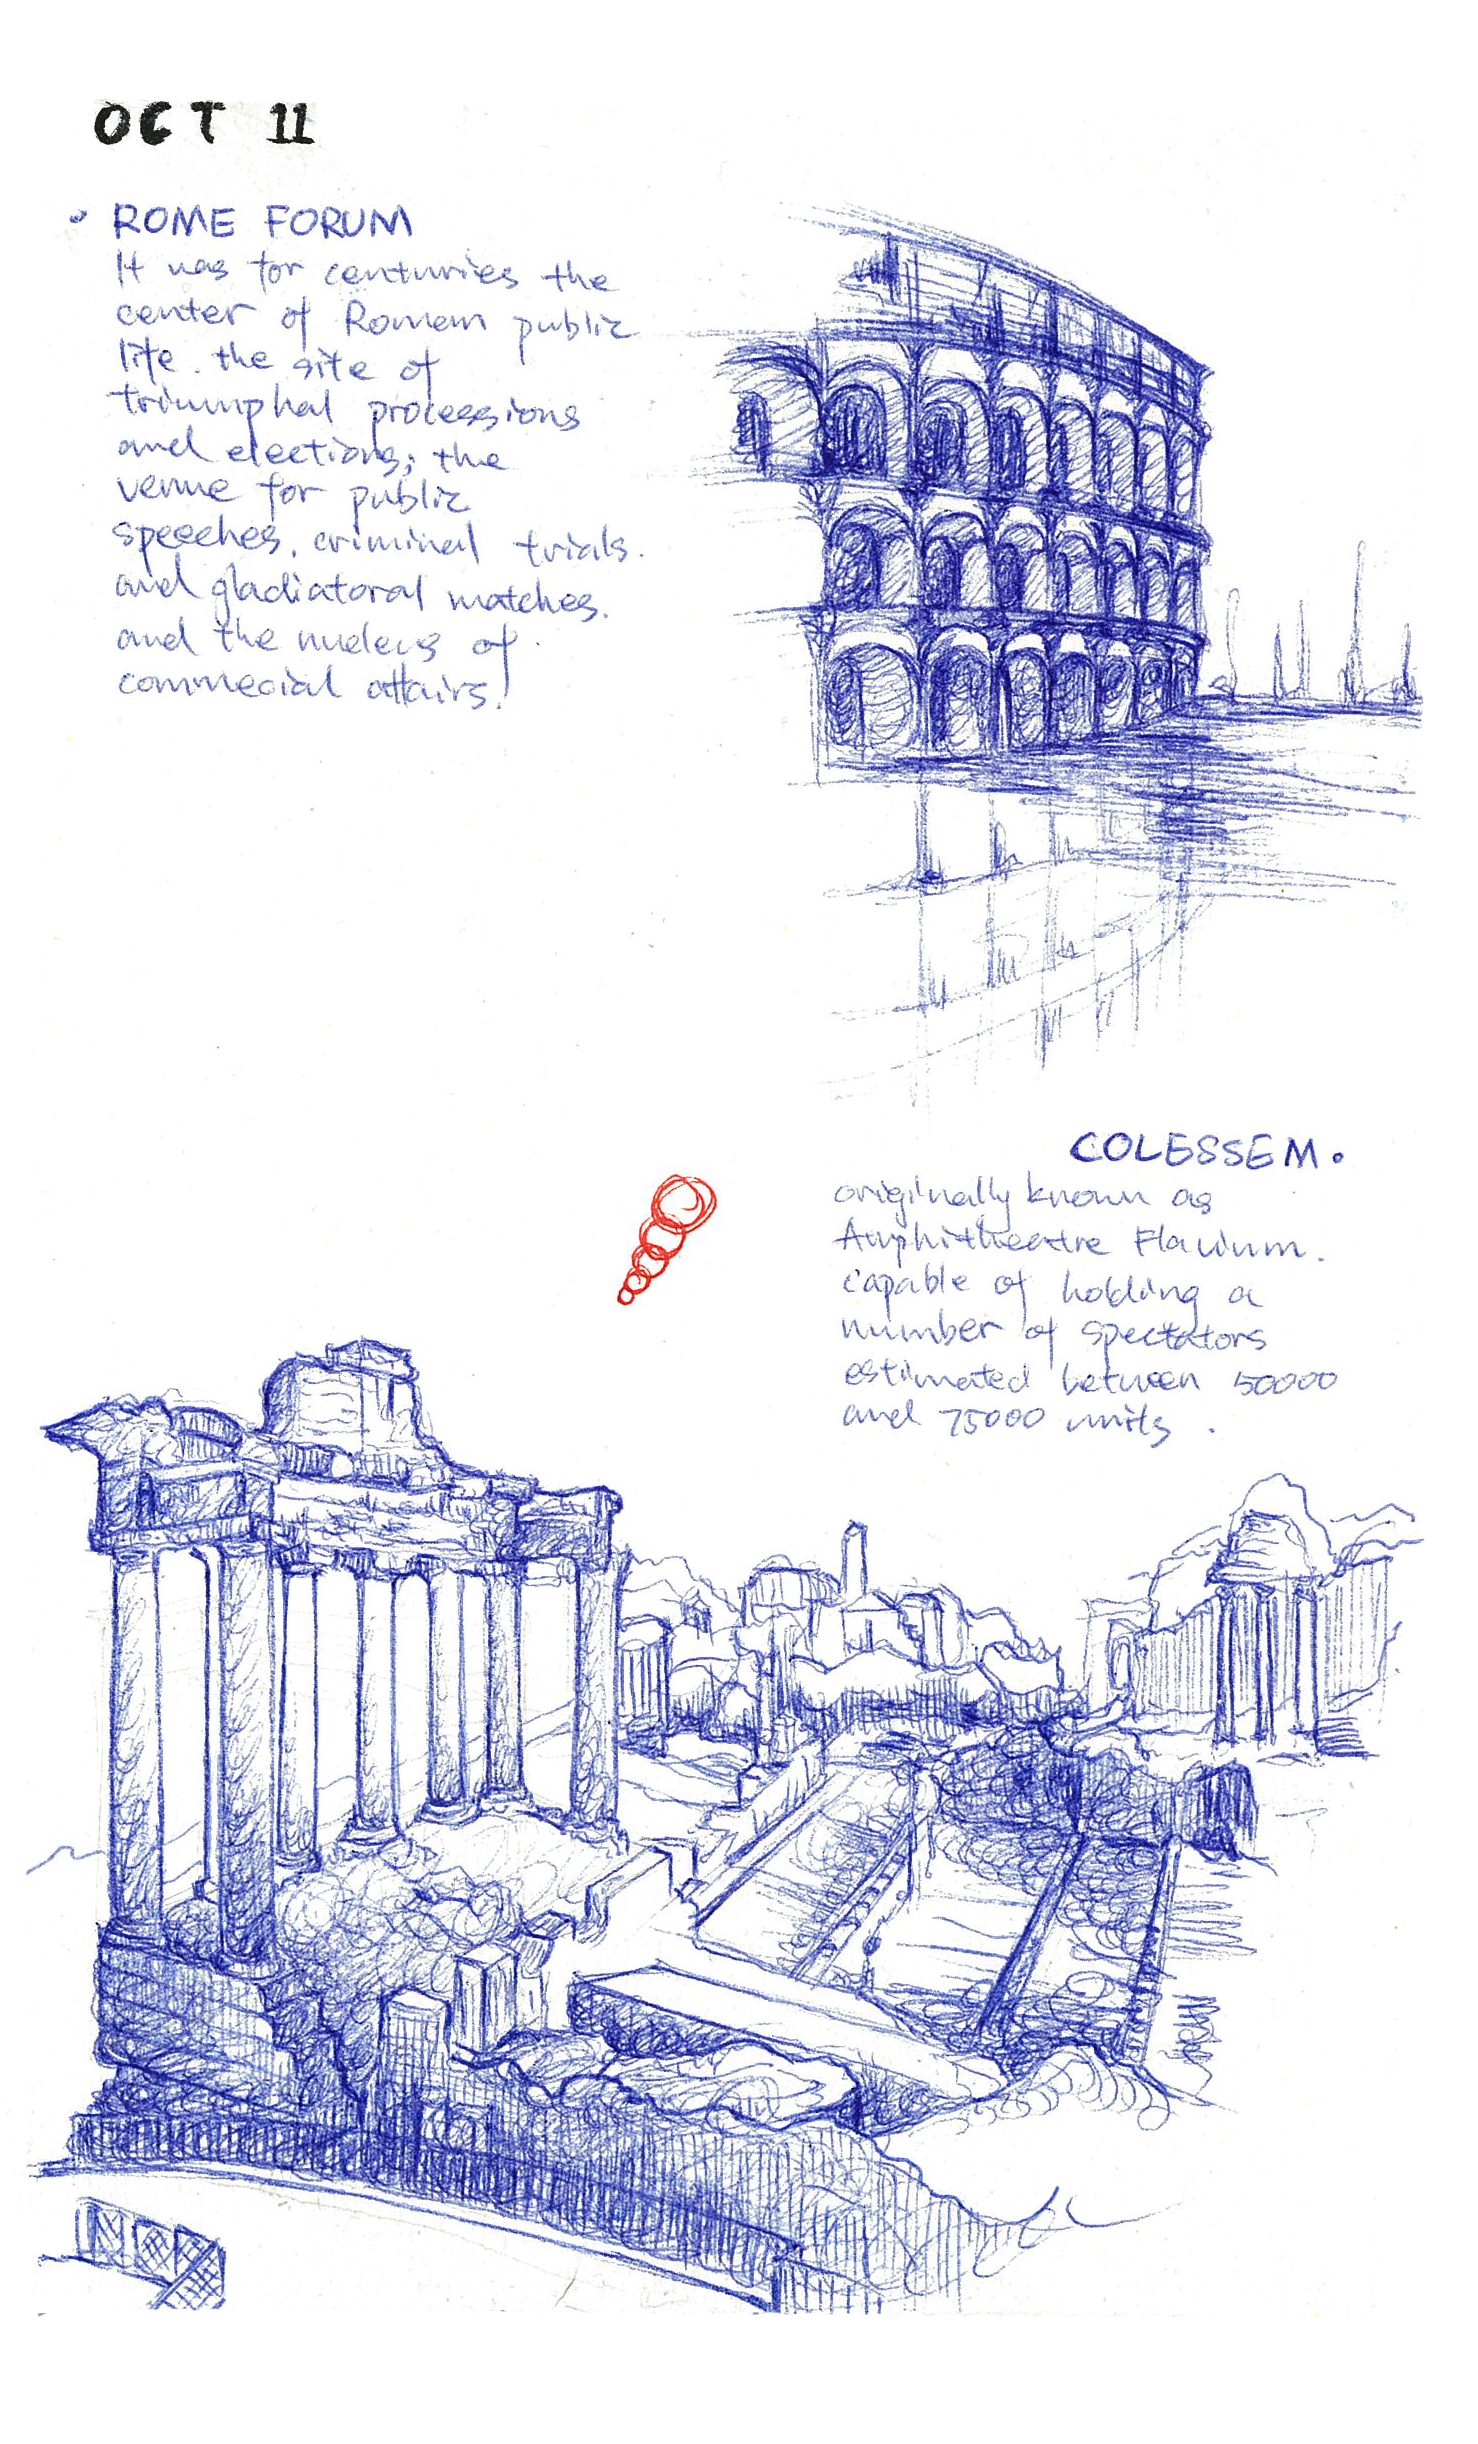 OCT 11
ROME FORUM
It was for centuries the
center of Roman public
life. the site of
triumphal processions
and elections; the
venue for public
speeches, criminal trials.
and gladiatoral matches.
and the nucleus of
commecial affairs.
COLESSEM.
originally known as
Amphitheatre Flavium.
capable of holding a
number of spectators
estimated between 50000
and 75000 units.